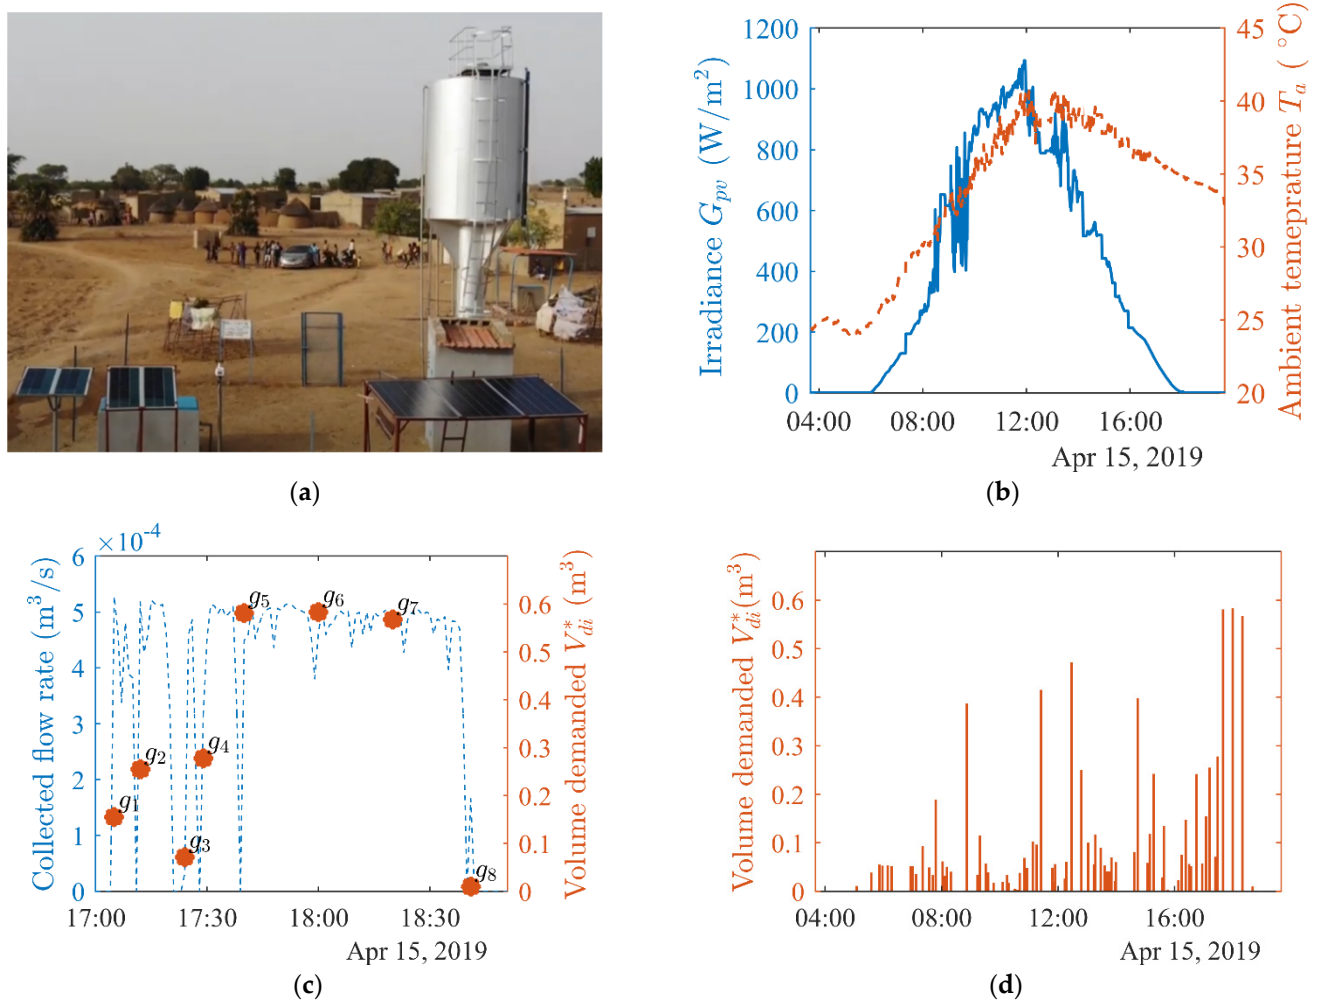 1200
1000
800
600
400
200
0
Irradiance G_pv (W/m²)
45
40
35
30
25
20
Ambient temeprature T_a ( °C)
04:00 08:00 12:00 16:00
Apr 15, 2019
(a)
(b)
×10⁻⁴
6
5
4
3
2
1
0
Collected flow rate (m³/s)
g₁
g₂
g₃
g₄
g₅
g₆
g₇
g₈
0.6
0.5
0.4
0.3
0.2
0.1
0
Volume demanded V*_di (m³)
17:00 17:30 18:00 18:30
Apr 15, 2019
(c)
0.6
0.5
0.4
0.3
0.2
0.1
0
Volume demanded V*_di (m³)
04:00 08:00 12:00 16:00
Apr 15, 2019
(d)